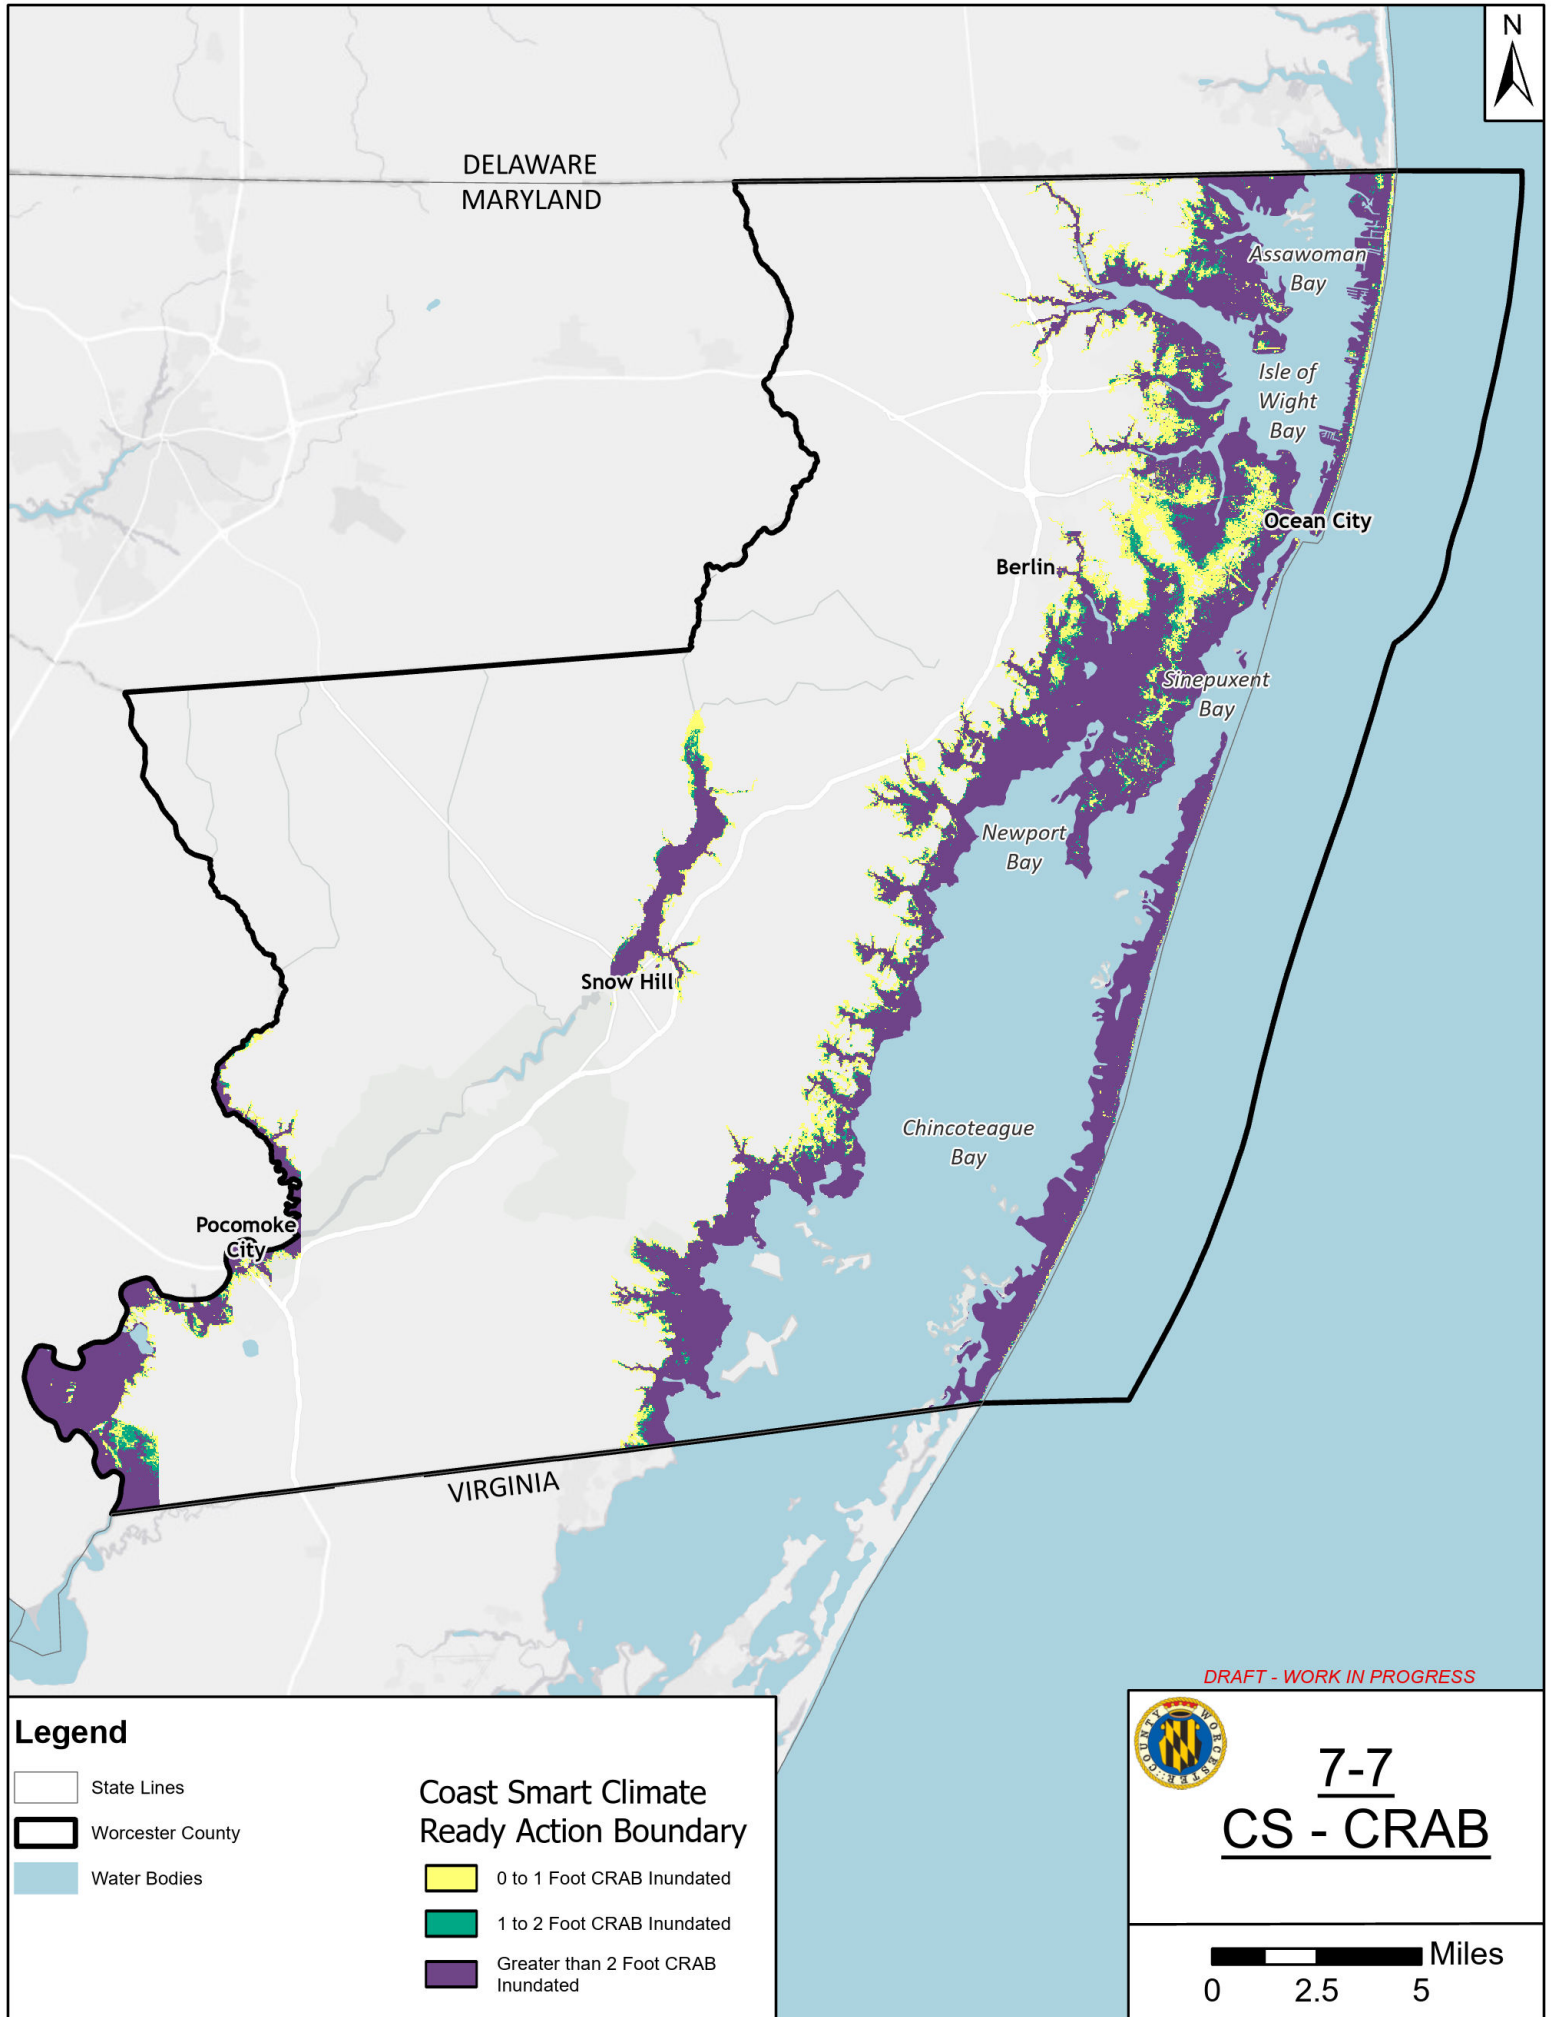 N
DELAWARE
MARYLAND
Assawoman
Bay
Isle of
Wight
Bay
Ocean City
Berlin
Sinepuxent
Bay
Newport
Bay
Snow Hill
Chincoteague
Bay
Pocomoke
City
VIRGINIA
DRAFT - WORK IN PROGRESS
Legend
State Lines
Worcester County
Water Bodies
Coast Smart Climate
Ready Action Boundary
0 to 1 Foot CRAB Inundated
1 to 2 Foot CRAB Inundated
Greater than 2 Foot CRAB
Inundated
WORCESTER COUNTY
7-7
CS - CRAB
Miles
0 2.5 5